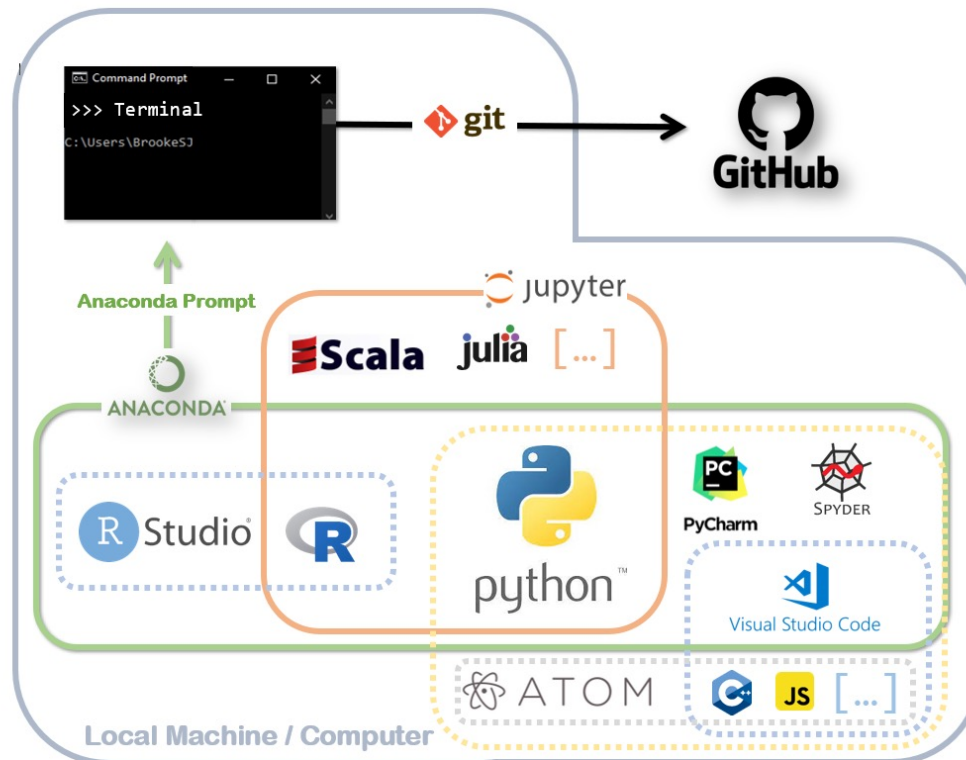 Command Prompt
>>> Terminal
C:\Users\BrookeSJ
git
GitHub
Anaconda Prompt
jupyter
Scala
julia
[...]
ANACONDA
R Studio
R
python™
PC
PyCharm
SPYDER
Visual Studio Code
ATOM
C++
JS
[...]
Local Machine / Computer